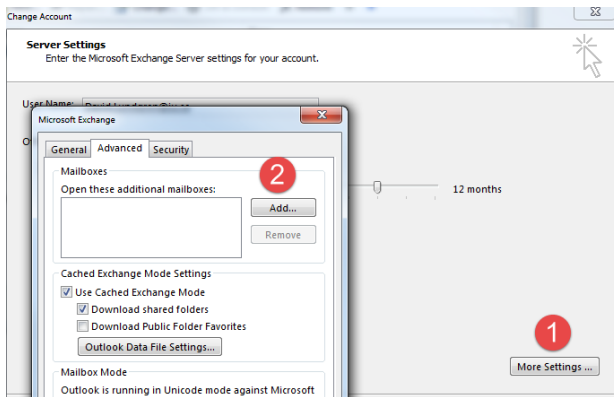 Change Account
Server Settings
Enter the Microsoft Exchange Server settings for your account.
User Name:
Microsoft Exchange
General Advanced Security
Mailboxes
2
Open these additional mailboxes:
Add...
12 months
Remove
Cached Exchange Mode Settings
Use Cached Exchange Mode
Download shared folders
1
Download Public Folder Favorites
Outlook Data File Settings...
More Settings ...
Mailbox Mode
Outlook is running in Unicode mode against Microsoft